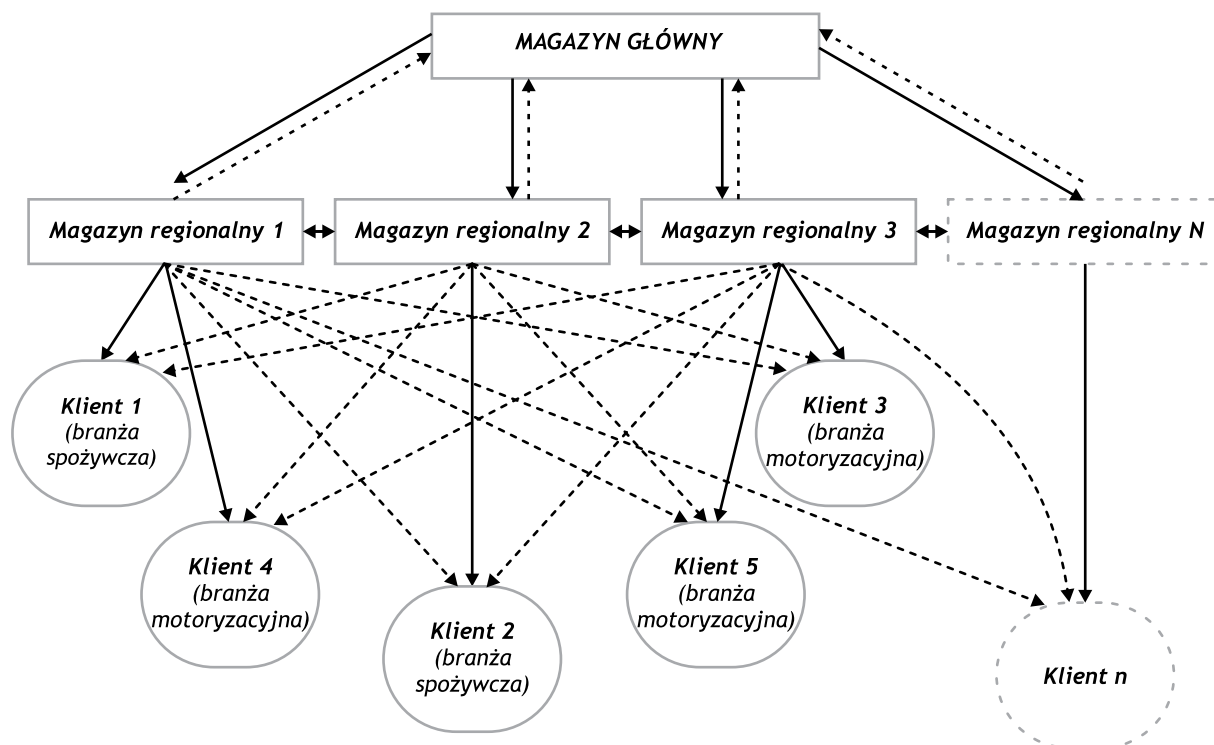 MAGAZYN GŁÓWNY
Magazyn regionalny 1
Magazyn regionalny 2
Magazyn regionalny 3
Magazyn regionalny N
Klient 1
(branża
spożywcza)
Klient 3
(branża
motoryzacyjna)
Klient 4
(branża
motoryzacyjna)
Klient 5
(branża
motoryzacyjna)
Klient 2
(branża
spożywcza)
Klient n